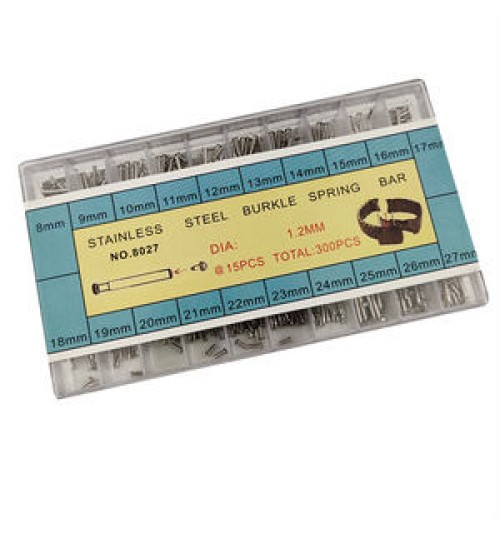 8mm 9mm 10mm 11mm 12mm 13mm 14mm 15mm 16mm 17mm
STAINLESS STEEL BURKLE SPRING BAR
NO.8027
DIA: 1.2MM
@15PCS TOTAL:300PCS
18mm 19mm 20mm 21mm 22mm 23mm 24mm 25mm 26mm 27mm